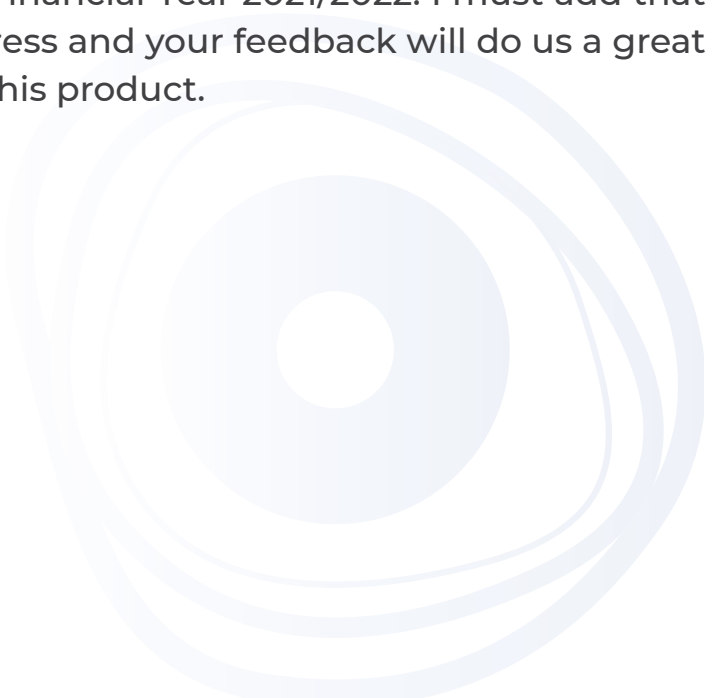 Financial Year 2021/2022. I must add that
ress and your feedback will do us a great
his product.